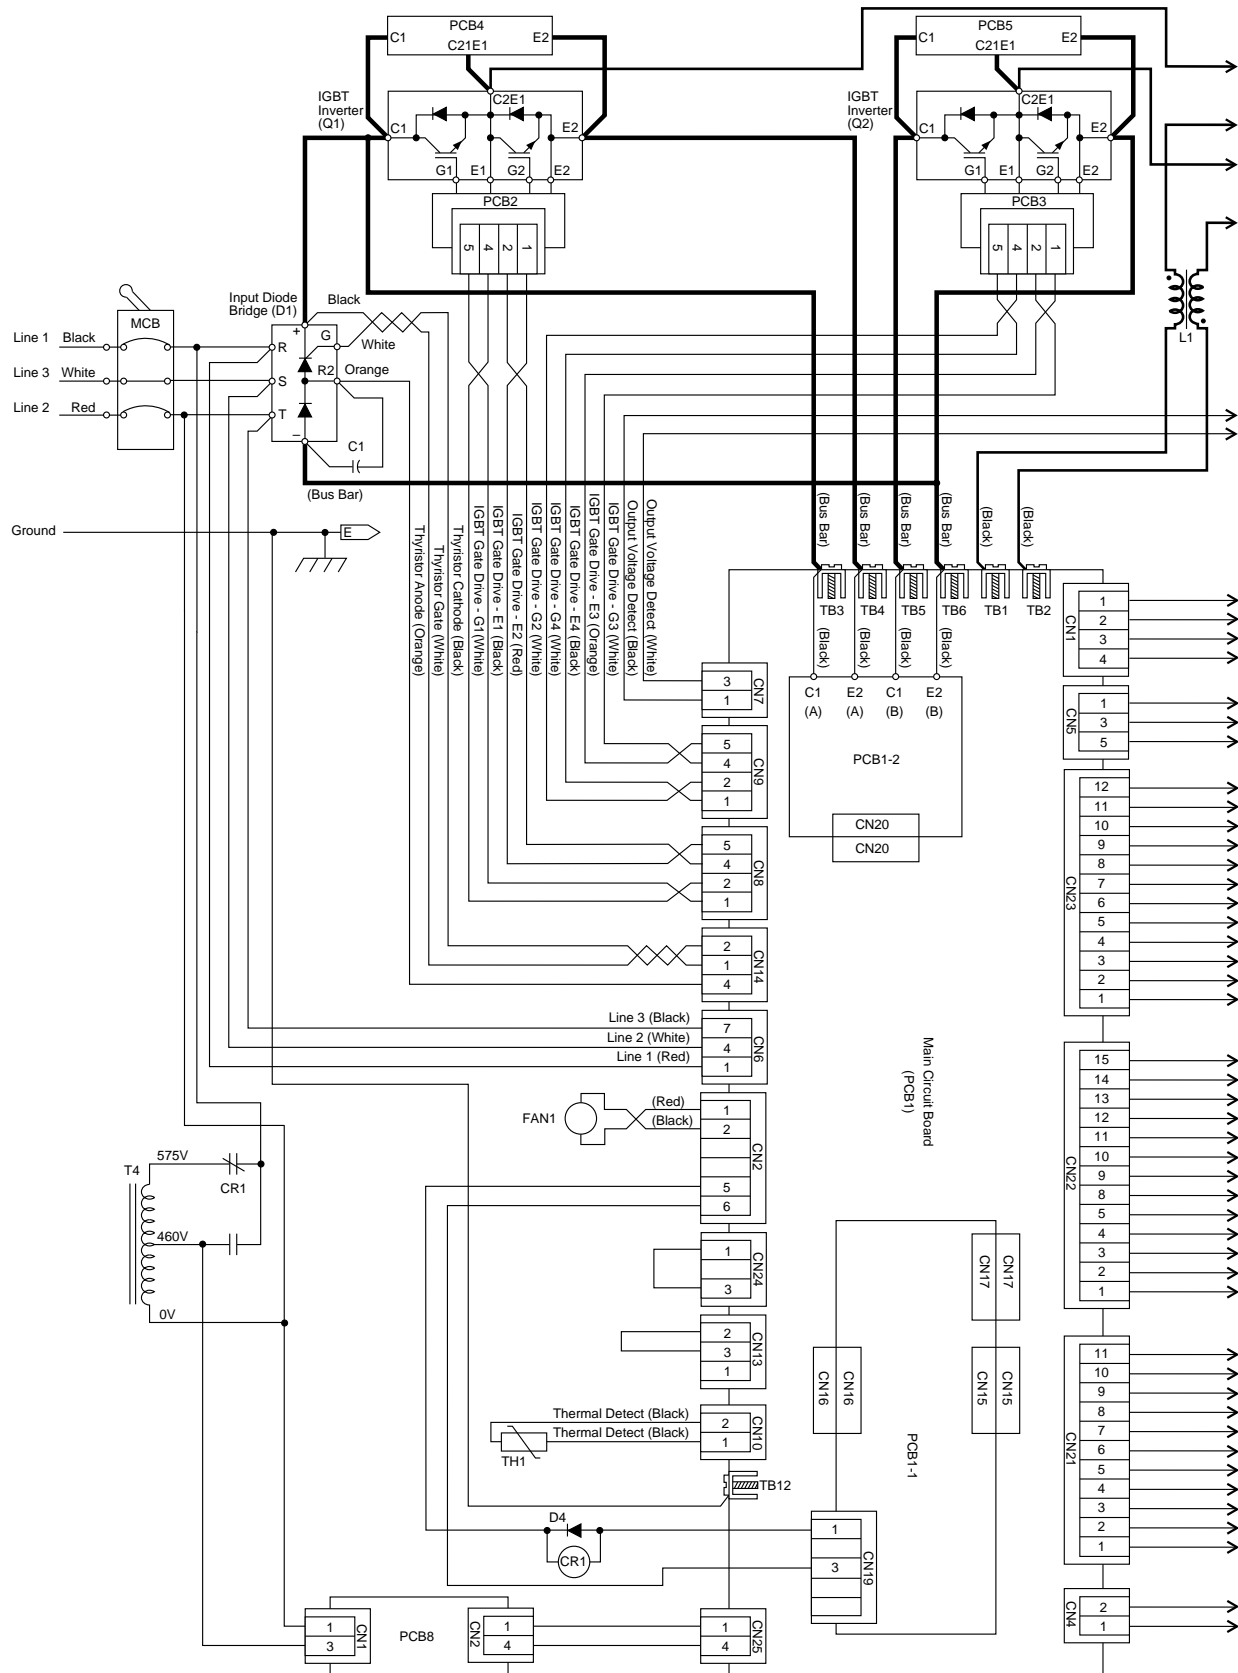 PCB4
C1
C21E1
E2
PCB5
C1
C21E1
E2
IGBT
Inverter
(Q1)
C2E1
C1
E2
G1
E1
G2
E2
IGBT
Inverter
(Q2)
C2E1
C1
E2
G1
E1
G2
E2
PCB2
5
4
2
1
PCB3
5
4
2
1
L1
MCB
Line 1
Black
Line 3
White
Line 2
Red
Input Diode
Bridge (D1)
Black
+
G
White
R
R2
Orange
S
T
–
C1
(Bus Bar)
Ground
E
Thyristor Anode (Orange)
Thyristor Gate (White)
Thyristor Cathode (Black)
IGBT Gate Drive - G1(White)
IGBT Gate Drive - E1 (Black)
IGBT Gate Drive - E2 (Red)
IGBT Gate Drive - G2 (White)
IGBT Gate Drive - G4 (White)
IGBT Gate Drive - E4 (Black)
IGBT Gate Drive - E3 (Orange)
IGBT Gate Drive - G3 (White)
Output Voltage Detect (Black)
Output Voltage Detect (White)
(Bus Bar)
(Bus Bar)
(Bus Bar)
(Bus Bar)
(Black)
(Black)
TB3
TB4
TB5
TB6
TB1
TB2
(Black)
(Black)
(Black)
(Black)
C1
(A)
E2
(A)
C1
(B)
E2
(B)
PCB1-2
CN20
CN20
CN7
3
1
CN9
5
4
2
1
CN8
5
4
2
1
CN14
2
1
4
CN6
Line 3 (Black)
7
Line 2 (White)
4
Line 1 (Red)
1
FAN1
(Red)
(Black)
CN2
1
2
5
6
CN24
1
3
CN13
2
3
1
Thermal Detect (Black)
Thermal Detect (Black)
TH1
CN10
2
1
TB12
D4
CR1
T4
575V
CR1
460V
0V
CN1
1
3
PCB8
CN2
1
4
CN25
1
4
Main Circuit Board
(PCB1)
CN17
CN17
CN16
CN16
CN15
CN15
PCB1-1
CN19
1
3
CN1
1
2
3
4
CN5
1
3
5
CN23
12
11
10
9
8
7
6
5
4
3
2
1
CN22
15
14
13
12
11
10
9
8
5
4
3
2
1
CN21
11
10
9
8
7
6
5
4
3
2
1
CN4
2
1